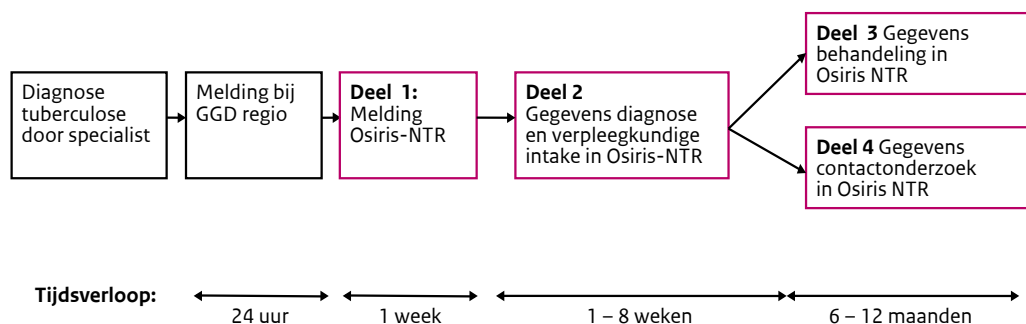 Diagnose
tuberculose
door specialist
Melding bij
GGD regio
Deel 1:
Melding
Osiris-NTR
Deel 2
Gegevens diagnose
en verpleegkundige
intake in Osiris-NTR
Deel 3 Gegevens
behandeling in
Osiris NTR
Deel 4 Gegevens
contactonderzoek
in Osiris NTR
Tijdsverloop:
24 uur
1 week
1 – 8 weken
6 – 12 maanden